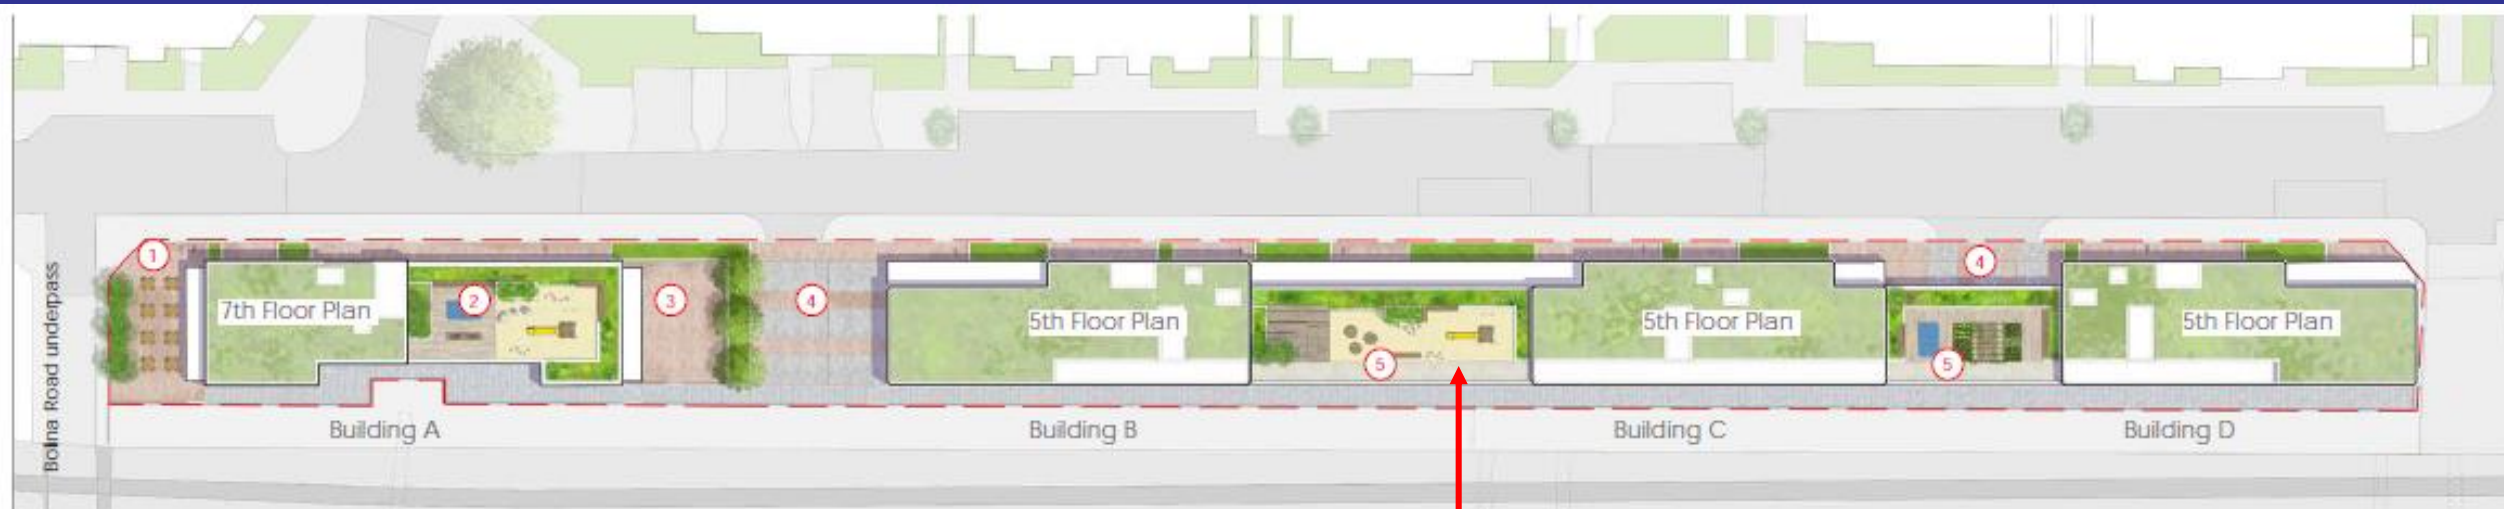 Bolina Road underpass
1
7th Floor Plan
2
3
4
5th Floor Plan
5
5th Floor Plan
4
5
5th Floor Plan
Building A
Building B
Building C
Building D